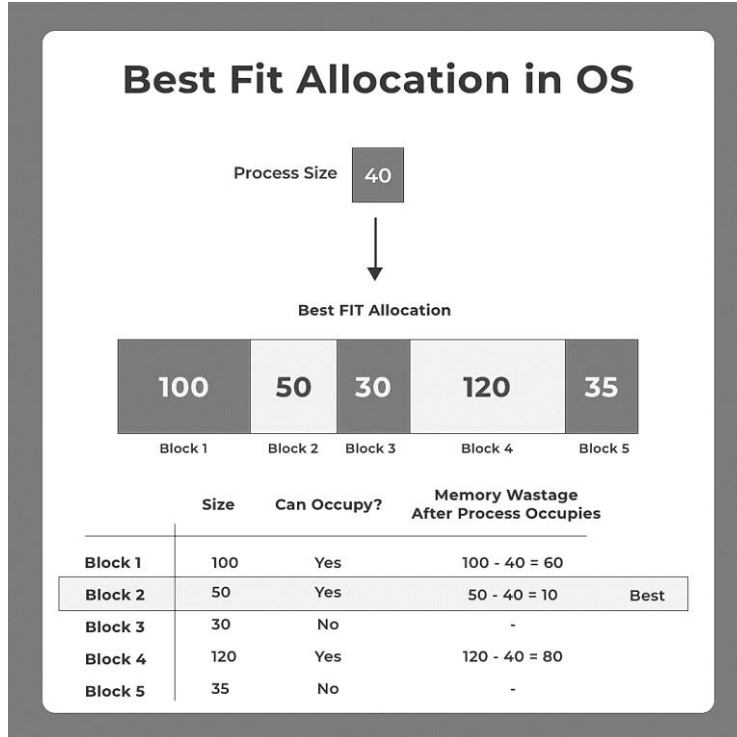 Best Fit Allocation in OS
Process Size 40
Best FIT Allocation
100 50 30 120 35
Block 1 Block 2 Block 3 Block 4 Block 5
Size Can Occupy? Memory Wastage
After Process Occupies
Block 1 100 Yes 100 - 40 = 60
Block 2 50 Yes 50 - 40 = 10 Best
Block 3 30 No -
Block 4 120 Yes 120 - 40 = 80
Block 5 35 No -